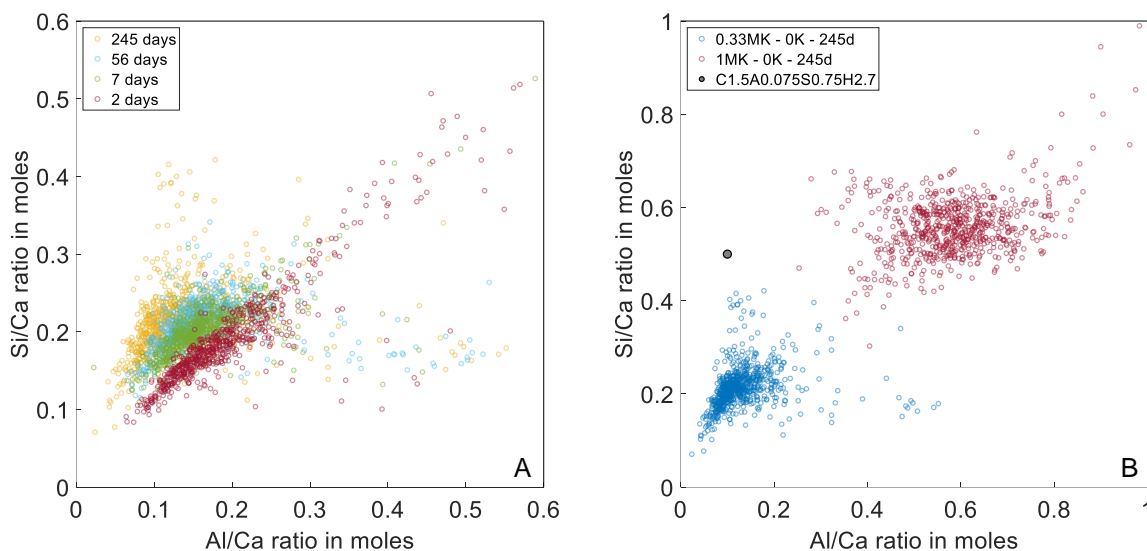 0.6
0.5
0.4
0.3
0.2
0.1
0
0
0.1
0.2
0.3
0.4
0.5
0.6
Si/Ca ratio in moles
Al/Ca ratio in moles
245 days
56 days
7 days
2 days
A
1
0.8
0.6
0.4
0.2
0
0
0.2
0.4
0.6
0.8
1
Si/Ca ratio in moles
Al/Ca ratio in moles
0.33MK - 0K - 245d
1MK - 0K - 245d
C1.5A0.075S0.75H2.7
B